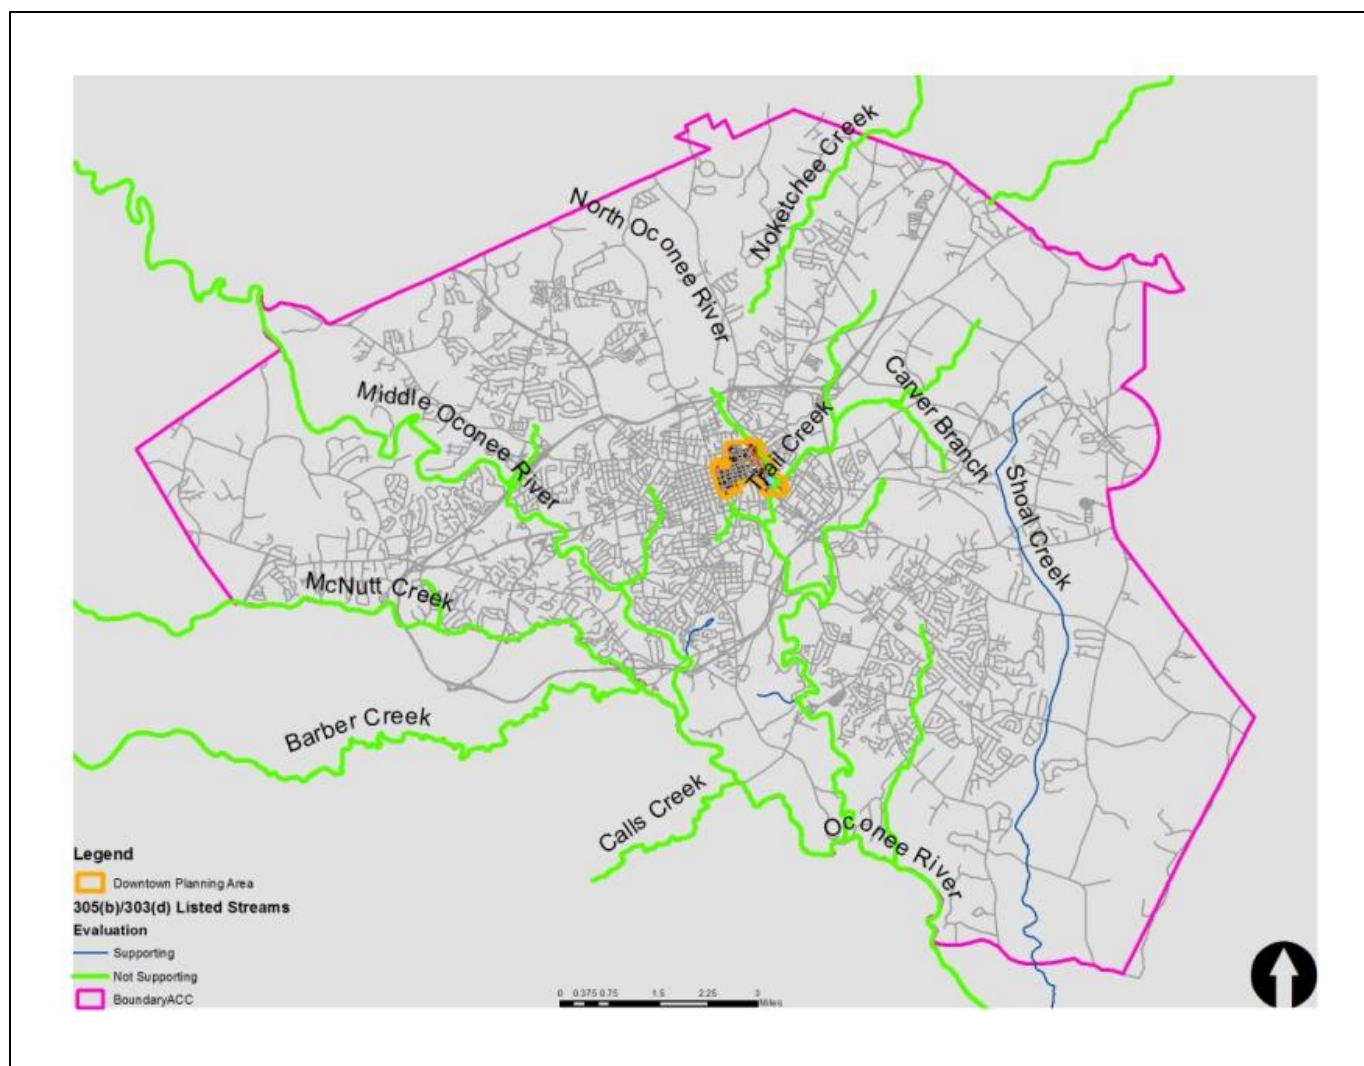 Noketchee Creek
North Oconee River
Middle Oconee River
Carver Branch
Trail Creek
Shoal Creek
McNutt Creek
Barber Creek
Calls Creek
Oconee River
Legend
Downtown Planning Area
305(b)/303(d) Listed Streams
Evaluation
Supporting
Not Supporting
BoundaryACC
0 0.375 0.75 1.5 2.25 3
Miles